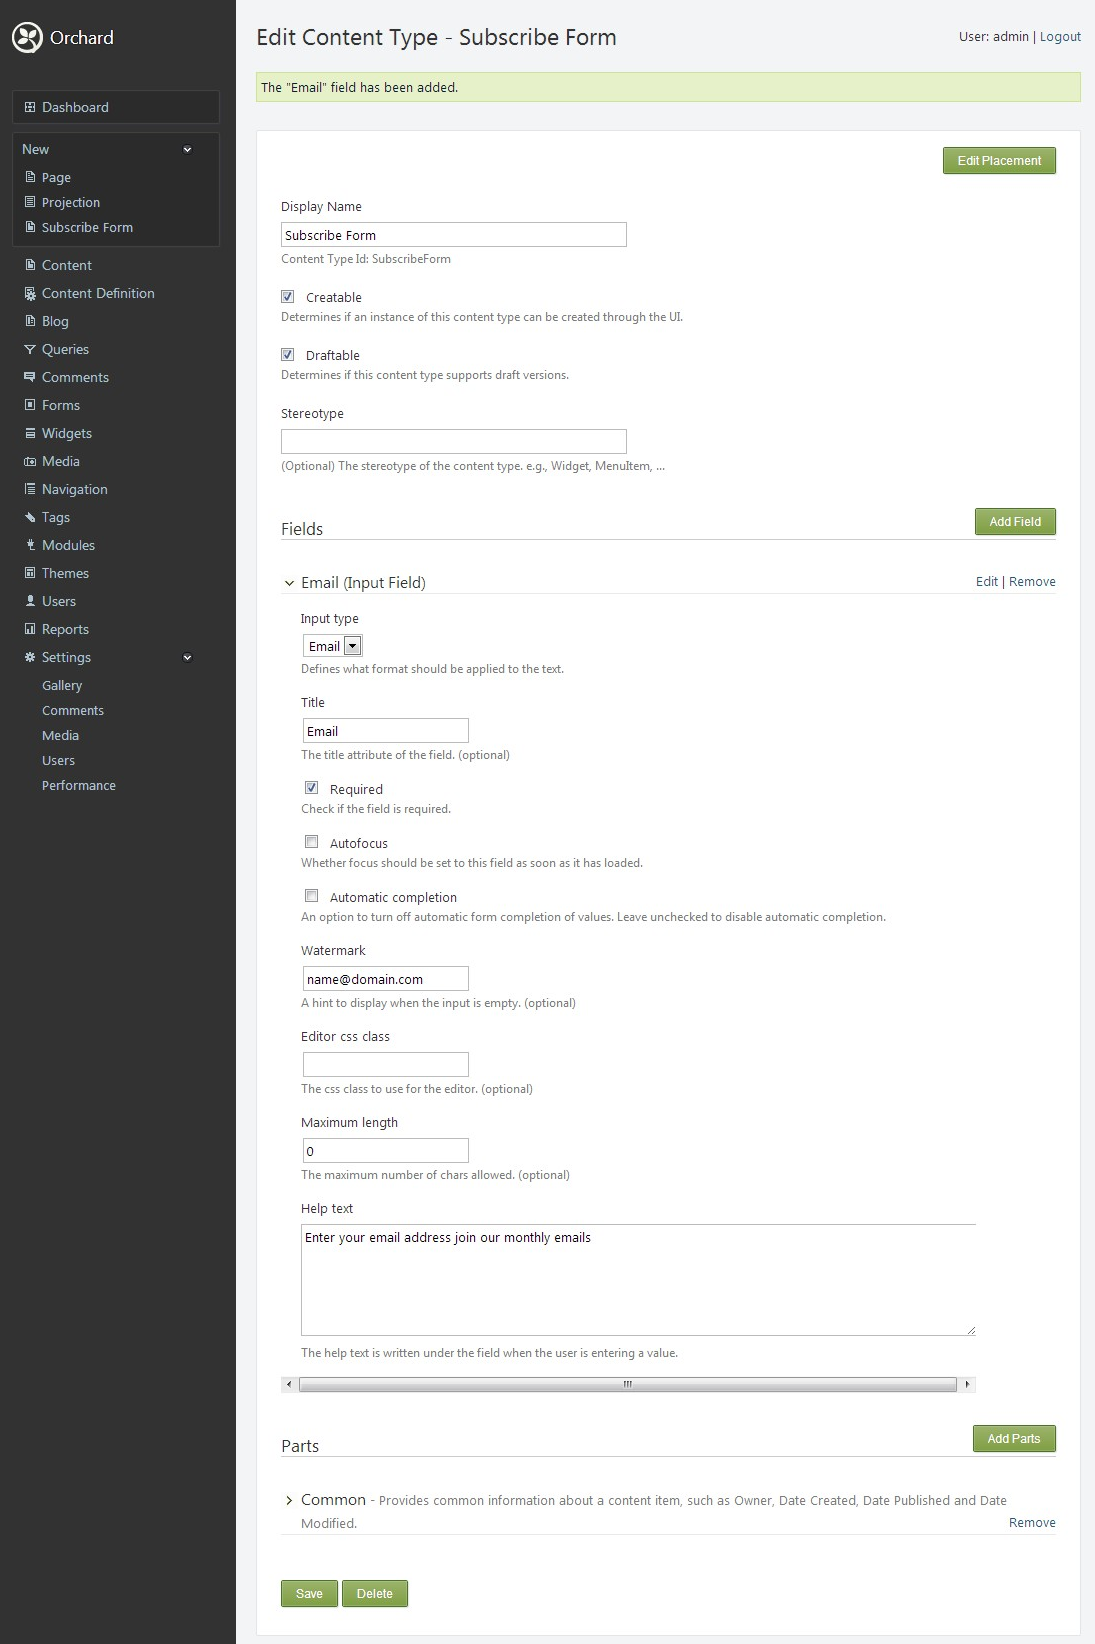 Orchard
Dashboard
New
Page
Projection
Subscribe Form
Content
Content Definition
Blog
Queries
Comments
Forms
Widgets
Media
Navigation
Tags
Modules
Themes
Users
Reports
Settings
Gallery
Comments
Media
Users
Performance
Edit Content Type - Subscribe Form
User: admin | Logout
The "Email" field has been added.
Edit Placement
Display Name
Subscribe Form
Content Type Id: SubscribeForm
Creatable
Determines if an instance of this content type can be created through the UI.
Draftable
Determines if this content type supports draft versions.
Stereotype
(Optional) The stereotype of the content type. e.g., Widget, MenuItem, ...
Fields
Add Field
Email (Input Field)
Edit | Remove
Input type
Email
Defines what format should be applied to the text.
Title
Email
The title attribute of the field. (optional)
Required
Check if the field is required.
Autofocus
Whether focus should be set to this field as soon as it has loaded.
Automatic completion
An option to turn off automatic form completion of values. Leave unchecked to disable automatic completion.
Watermark
name@domain.com
A hint to display when the input is empty. (optional)
Editor css class
The css class to use for the editor. (optional)
Maximum length
0
The maximum number of chars allowed. (optional)
Help text
Enter your email address join our monthly emails
The help text is written under the field when the user is entering a value.
Parts
Add Parts
Common - Provides common information about a content item, such as Owner, Date Created, Date Published and Date
Modified.
Remove
Save
Delete